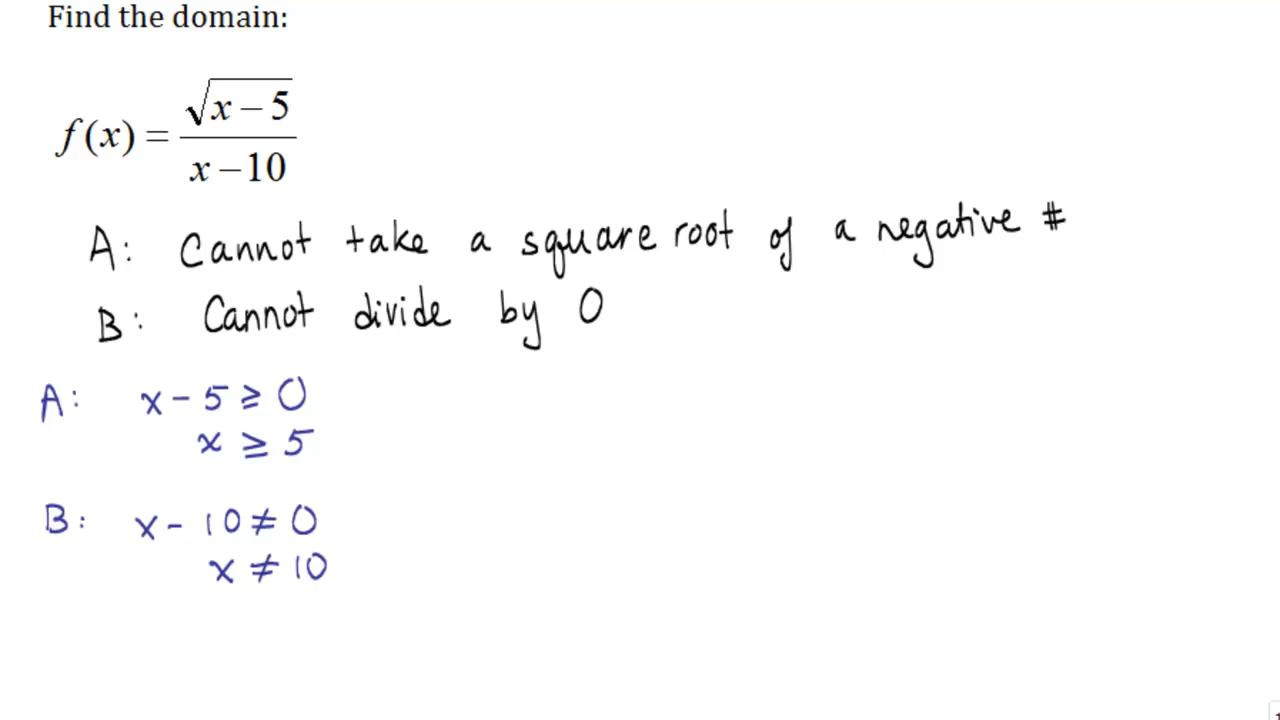 Find the domain:
f(x) = √(x − 5) / (x − 10)
A: Cannot take a square root of a negative #
B: Cannot divide by 0
A: x − 5 ≥ 0
x ≥ 5
B: x − 10 ≠ 0
x ≠ 10